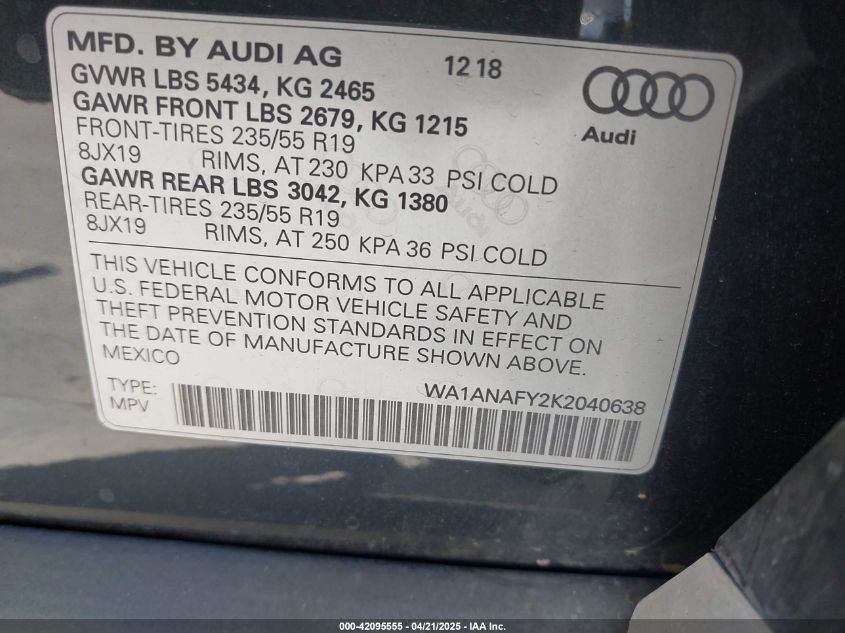 MFD. BY AUDI AG 12 18
GVWR LBS 5434, KG 2465
GAWR FRONT LBS 2679, KG 1215
Audi
FRONT-TIRES 235/55 R19
8JX19 RIMS, AT 230 KPA 33 PSI COLD
GAWR REAR LBS 3042, KG 1380
REAR-TIRES 235/55 R19
8JX19 RIMS, AT 250 KPA 36 PSI COLD
THIS VEHICLE CONFORMS TO ALL APPLICABLE
U.S. FEDERAL MOTOR VEHICLE SAFETY AND
THEFT PREVENTION STANDARDS IN EFFECT ON
THE DATE OF MANUFACTURE SHOWN ABOVE.
MEXICO
TYPE: WA1ANAFY2K2040638
MPV
000-42095555 - 04/21/2025 - IAA Inc.